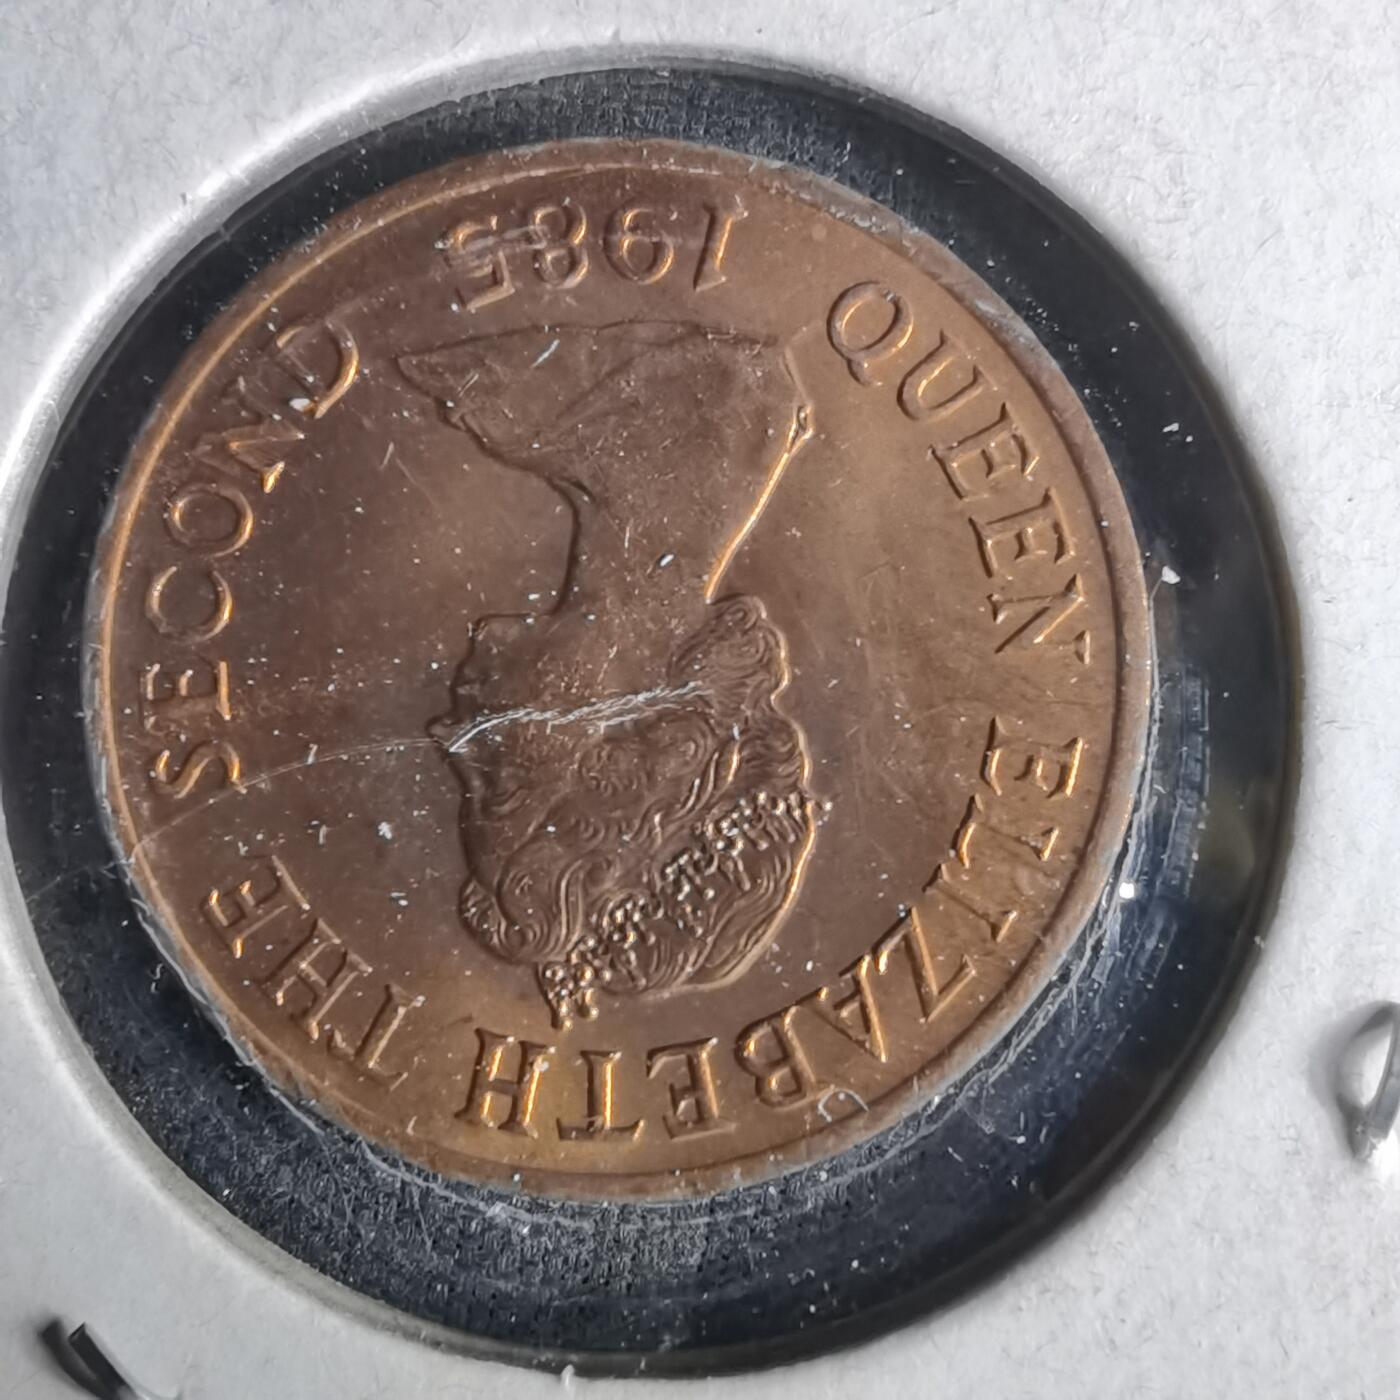 QUEEN ELIZABETH THE SECOND
1985